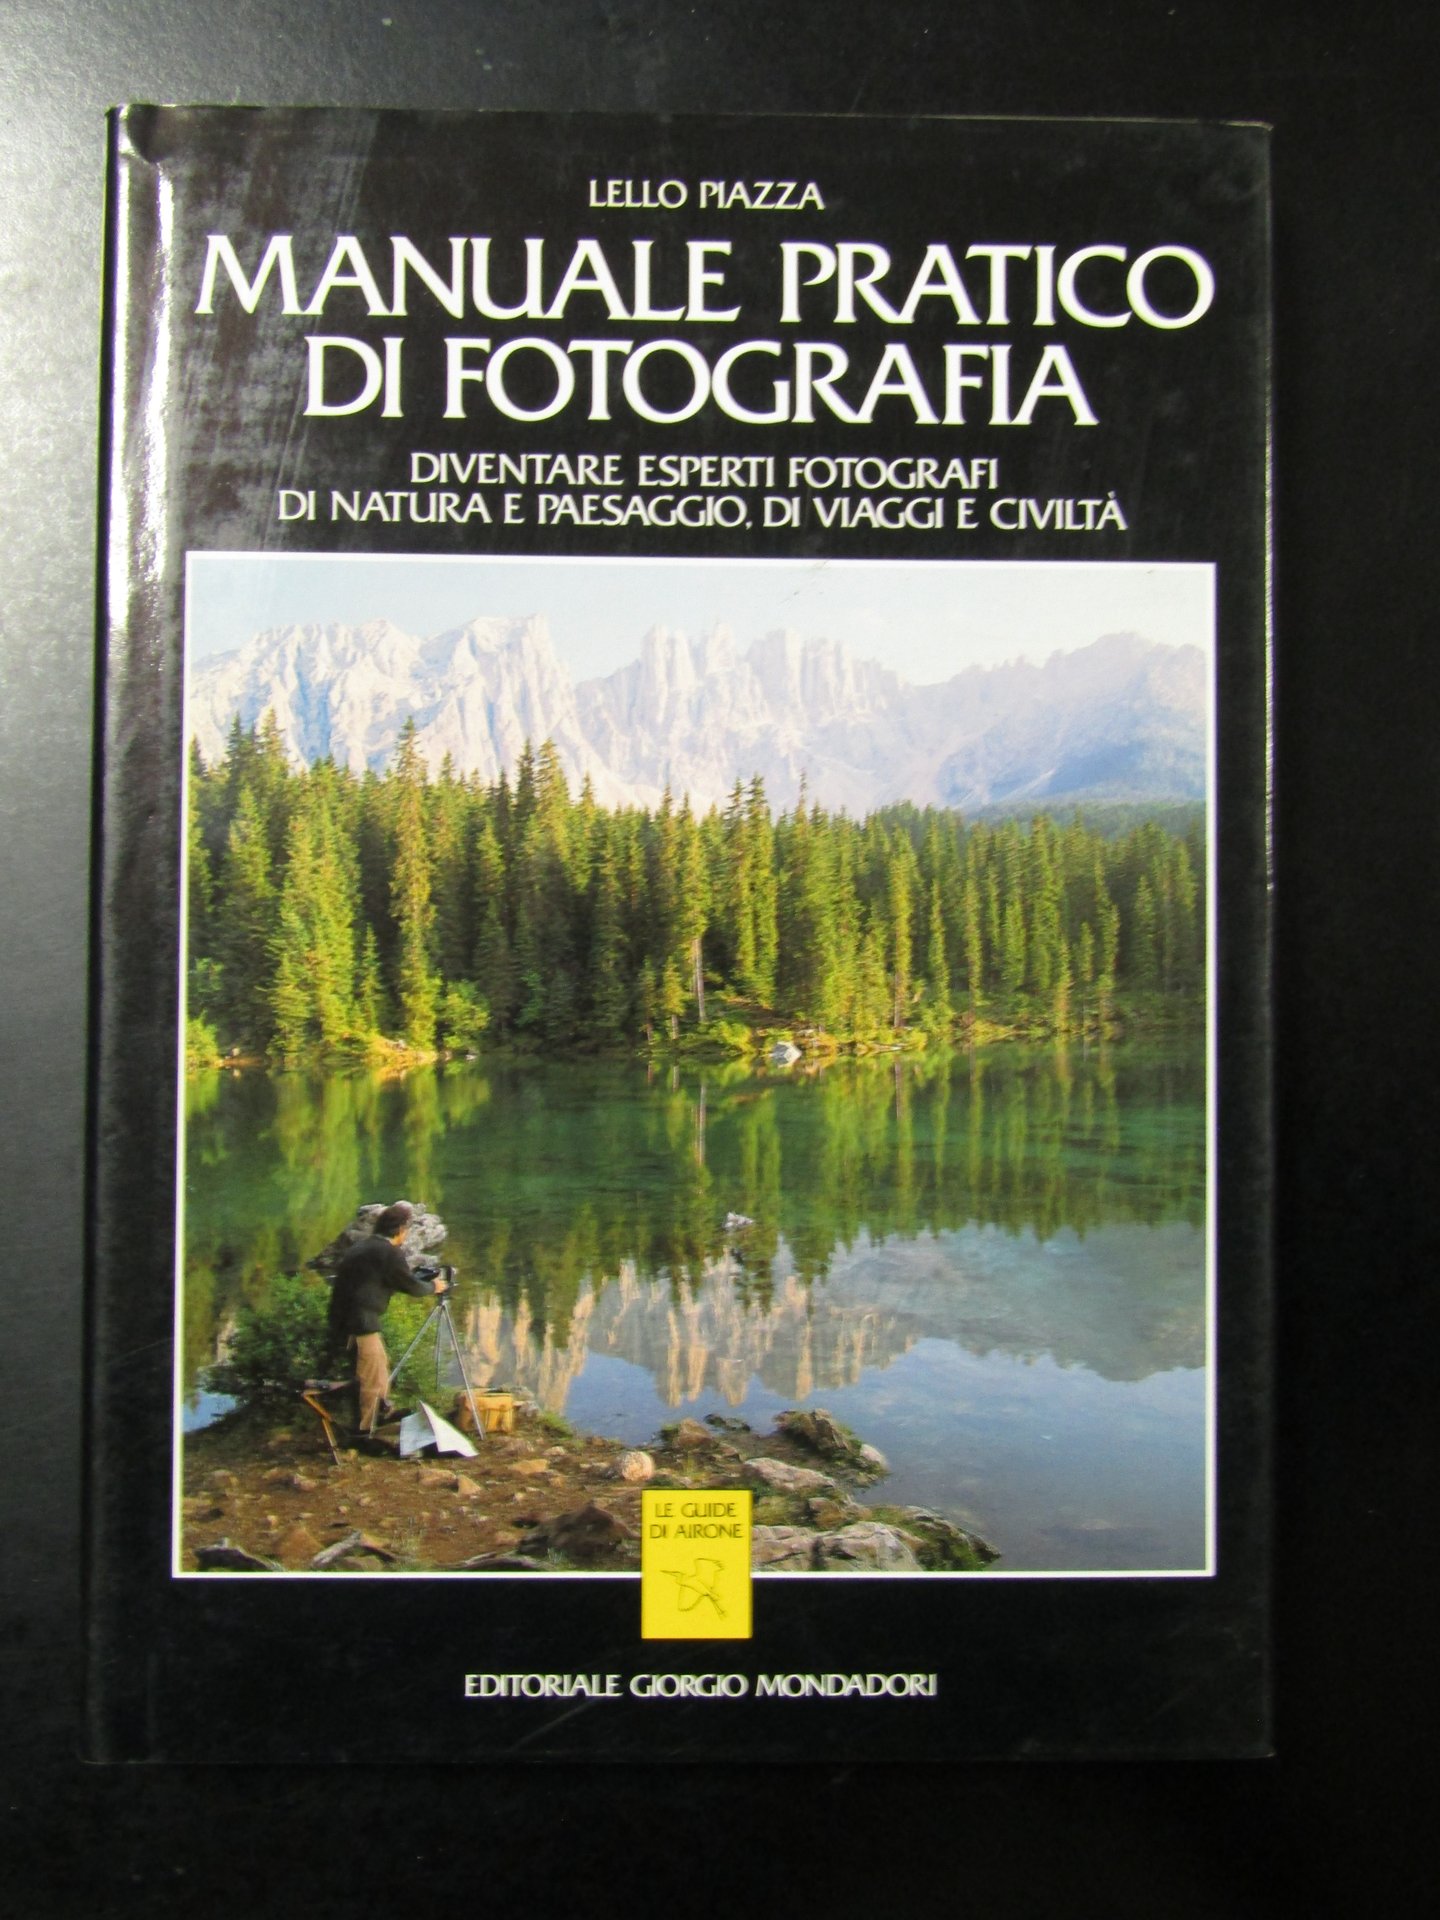 LELLO PIAZZA
MANUALE PRATICO
DI FOTOGRAFIA
DIVENTARE ESPERTI FOTOGRAFI
DI NATURA E PAESAGGIO, DI VIAGGI E CIVILTÀ
LE GUIDE
DI AIRONE
EDITORIALE GIORGIO MONDADORI